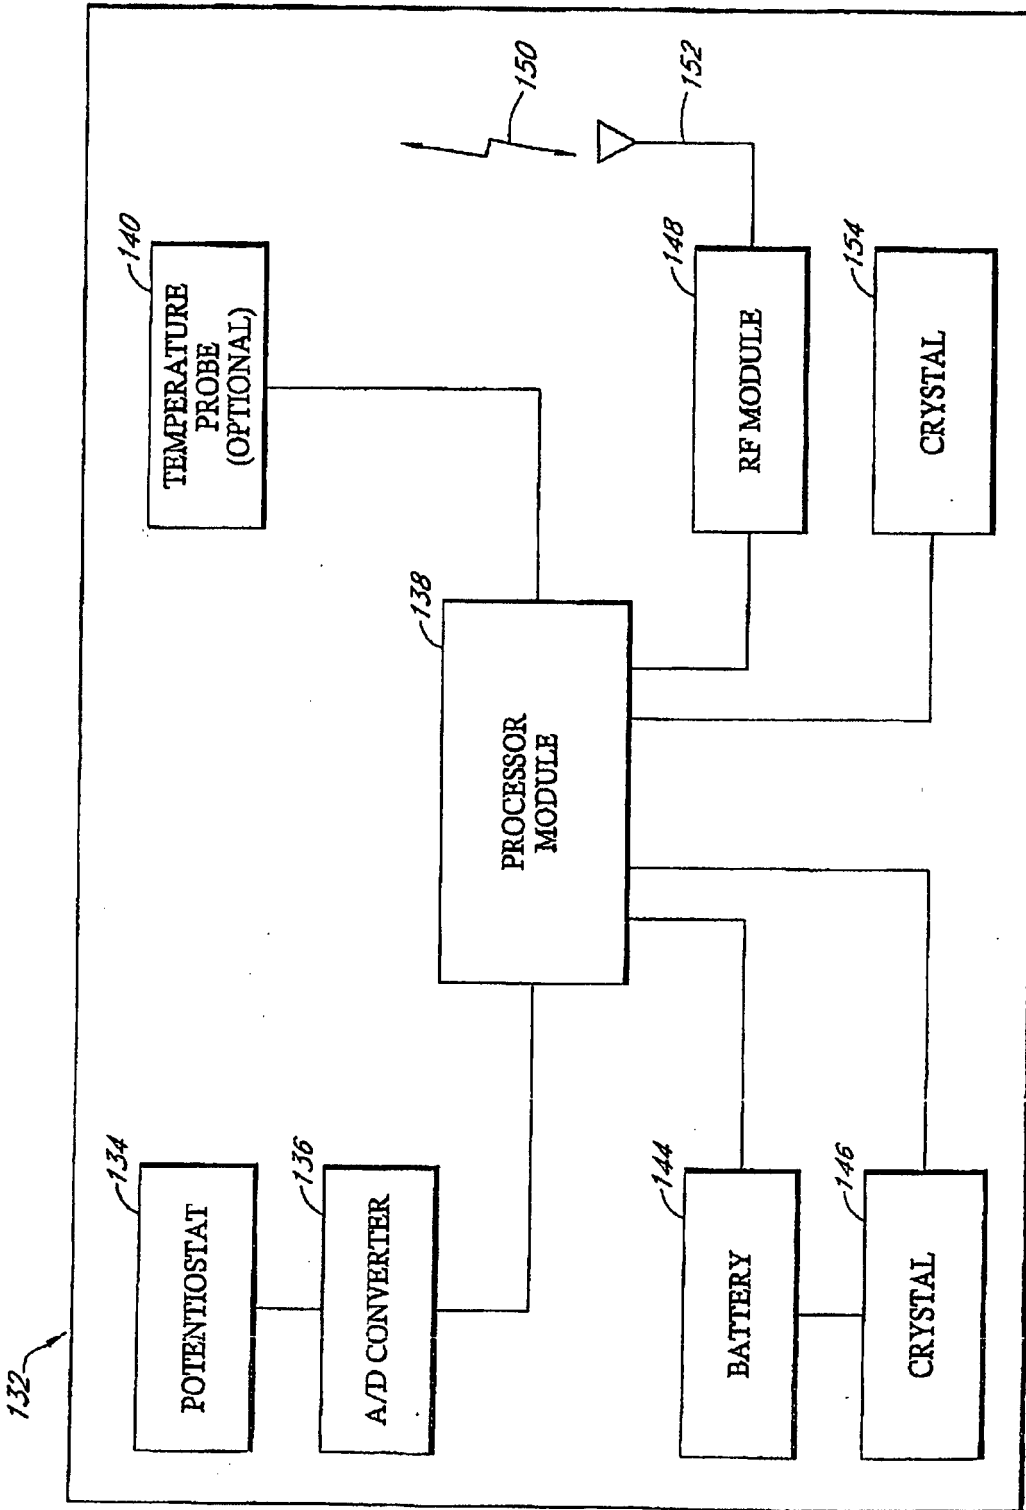 132
134
POTENTIOSTAT
136
A/D CONVERTER
140
TEMPERATURE
PROBE
(OPTIONAL)
138
PROCESSOR
MODULE
144
BATTERY
146
CRYSTAL
148
RF MODULE
150
152
154
CRYSTAL